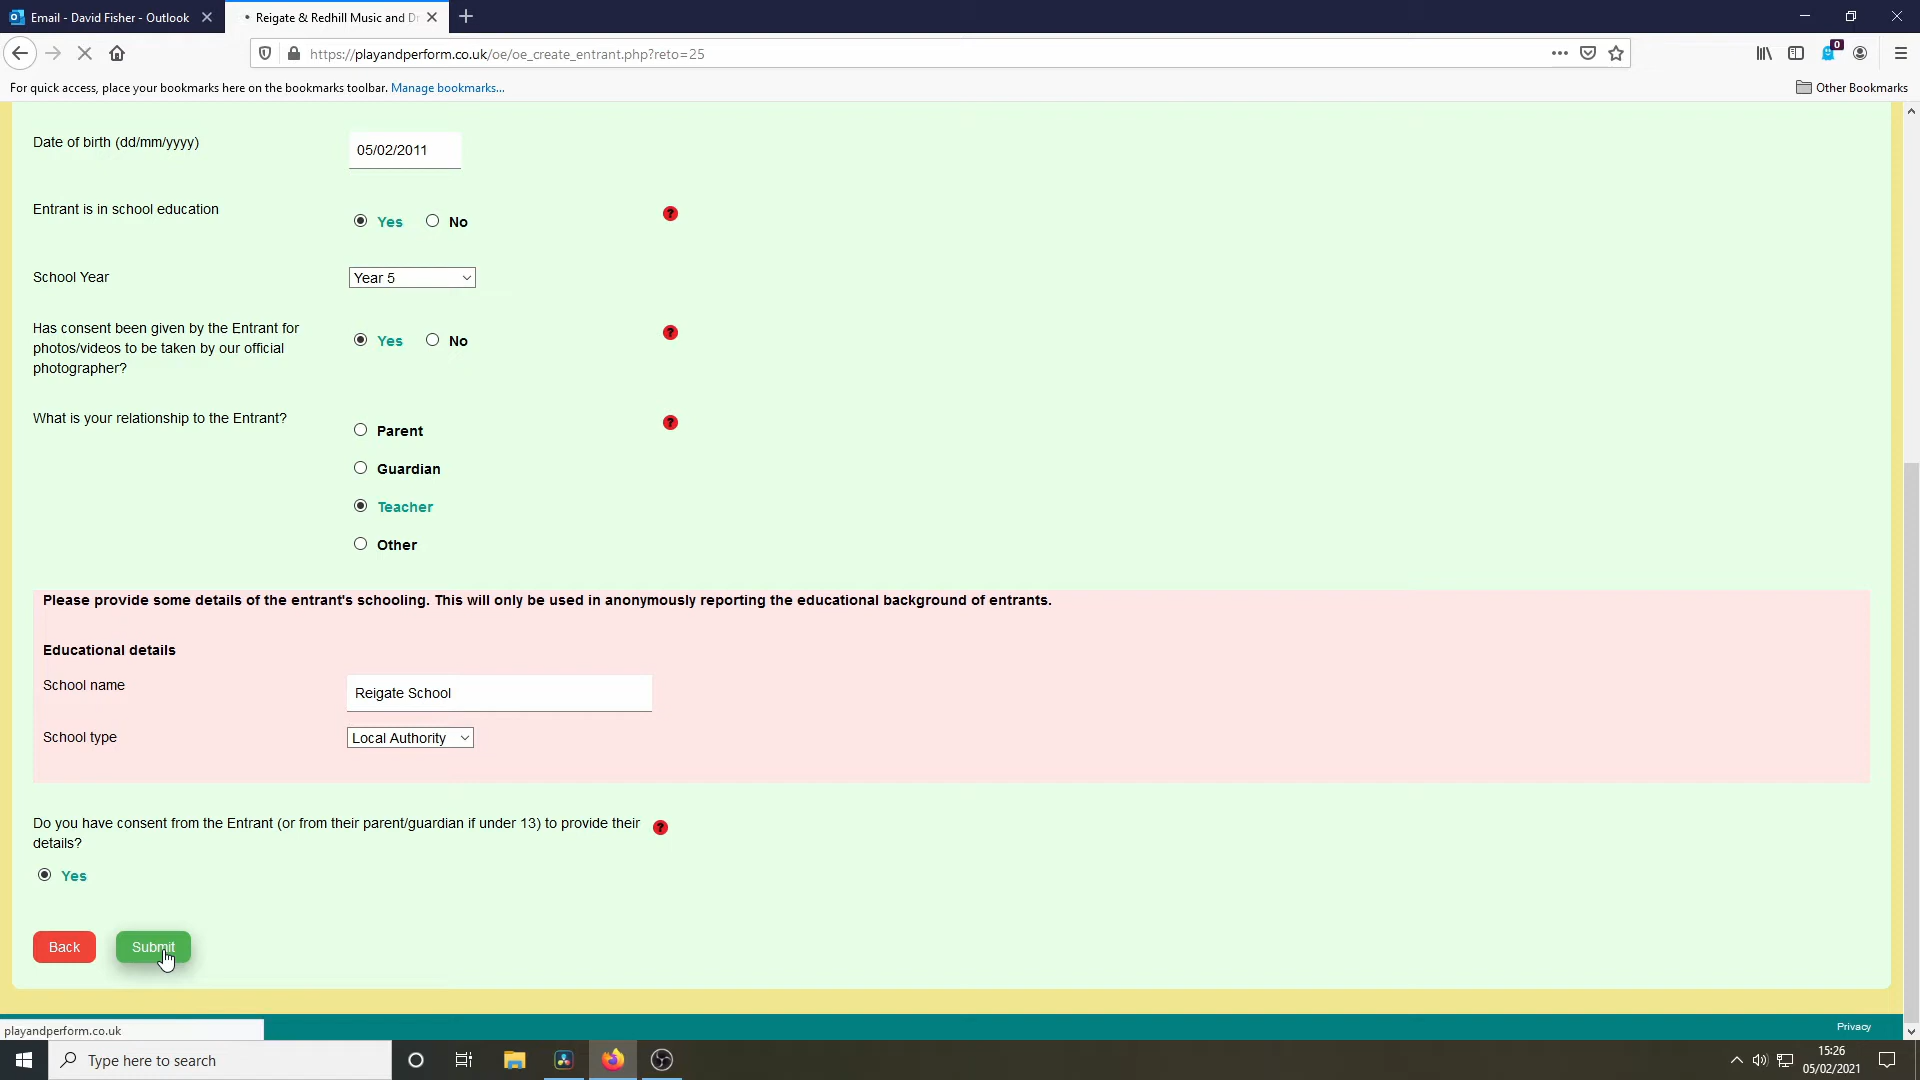 Email - David Fisher - Outlook
Reigate & Redhill Music and Dr
https://playandperform.co.uk/oe/oe_create_entrant.php?reto=25
0
For quick access, place your bookmarks here on the bookmarks toolbar. Manage bookmarks...
Other Bookmarks
Date of birth (dd/mm/yyyy)
05/02/2011
Entrant is in school education
Yes
No
?
School Year
Year 5
Has consent been given by the Entrant for
photos/videos to be taken by our official
photographer?
Yes
No
?
What is your relationship to the Entrant?
?
Parent
Guardian
Teacher
Other
Please provide some details of the entrant's schooling. This will only be used in anonymously reporting the educational background of entrants.
Educational details
School name
Reigate School
School type
Local Authority
Do you have consent from the Entrant (or from their parent/guardian if under 13) to provide their
details?
?
Yes
Back
Submit
Privacy
playandperform.co.uk
Type here to search
15:26
05/02/2021